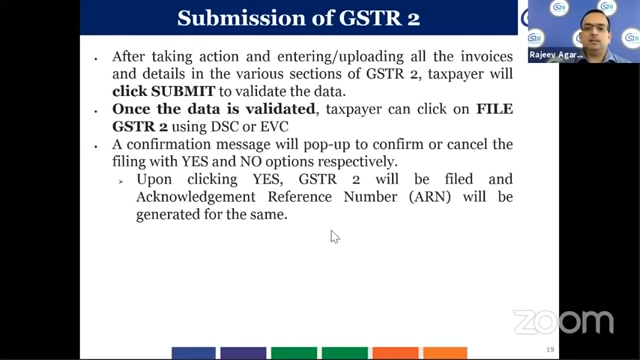 Submission of GSTR 2
Rajeev Agar...
• After taking action and entering/uploading all the invoices
and details in the various sections of GSTR 2, taxpayer will
click SUBMIT to validate the data.
• Once the data is validated, taxpayer can click on FILE
GSTR 2 using DSC or EVC
• A confirmation message will pop-up to confirm or cancel the
filing with YES and NO options respectively.
➢ Upon clicking YES, GSTR 2 will be filed and
Acknowledgement Reference Number (ARN) will be
generated for the same.
zoom
19